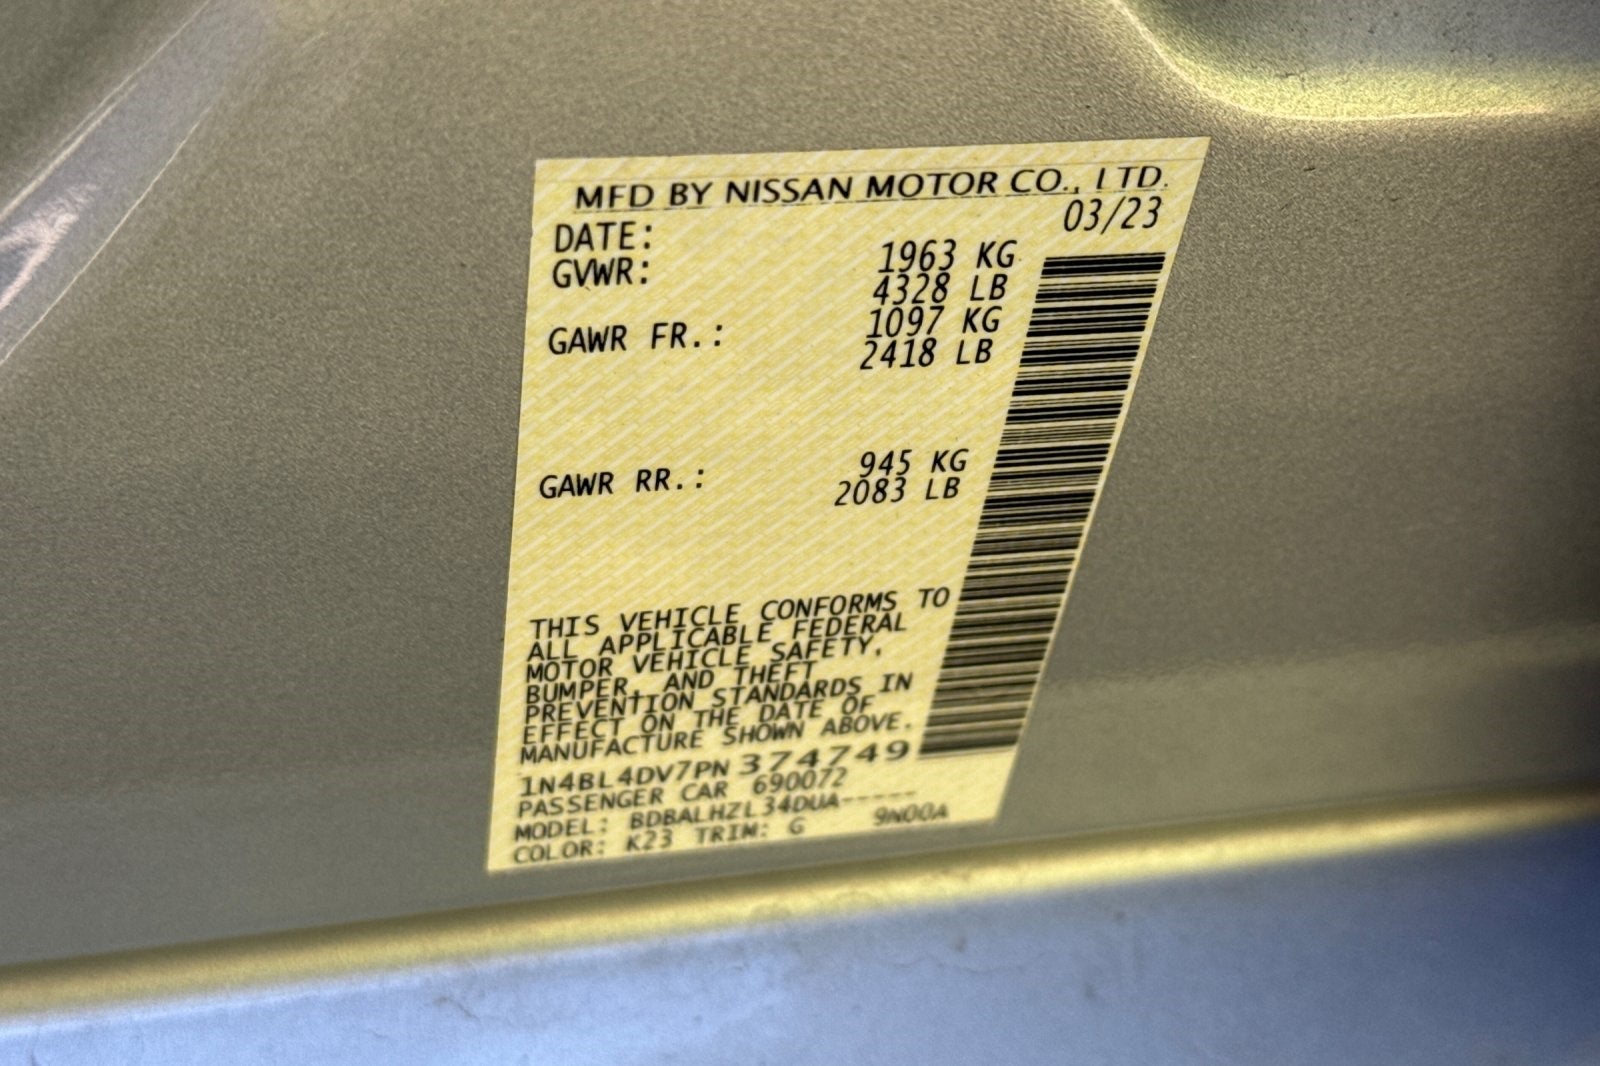 MFD BY NISSAN MOTOR CO., LTD.
DATE: 03/23
GVWR: 1963 KG
4328 LB
GAWR FR.: 1097 KG
2418 LB
GAWR RR.: 945 KG
2083 LB
THIS VEHICLE CONFORMS TO
ALL APPLICABLE FEDERAL
MOTOR VEHICLE SAFETY,
BUMPER, AND THEFT
PREVENTION STANDARDS IN
EFFECT ON THE DATE OF
MANUFACTURE SHOWN ABOVE.
1N4BL4DV7PN 374749
PASSENGER CAR 690072
MODEL: BDBALHZL34DUA-----
COLOR: K23 TRIM: G 9N00A